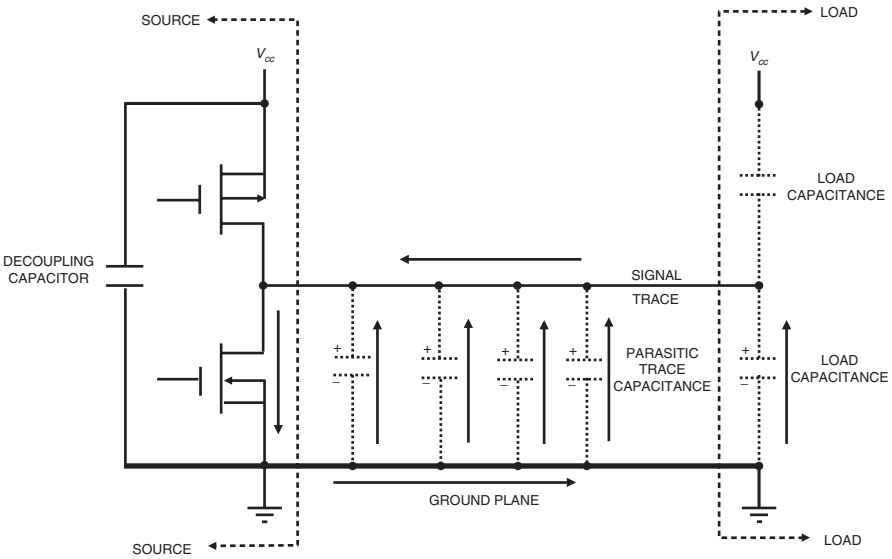 SOURCE
LOAD
Vcc
Vcc
LOAD
CAPACITANCE
DECOUPLING
CAPACITOR
SIGNAL
TRACE
+
+
+
+
+
PARASITIC
TRACE
CAPACITANCE
LOAD
CAPACITANCE
–
–
–
–
–
GROUND PLANE
SOURCE
LOAD